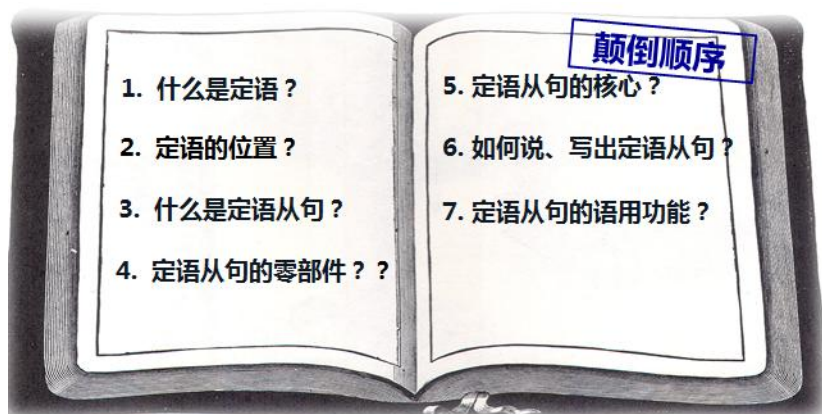 1. 什么是定语？
2. 定语的位置？
3. 什么是定语从句？
4. 定语从句的零部件？？
颠倒顺序
5. 定语从句的核心？
6. 如何说、写出定语从句？
7. 定语从句的语用功能？